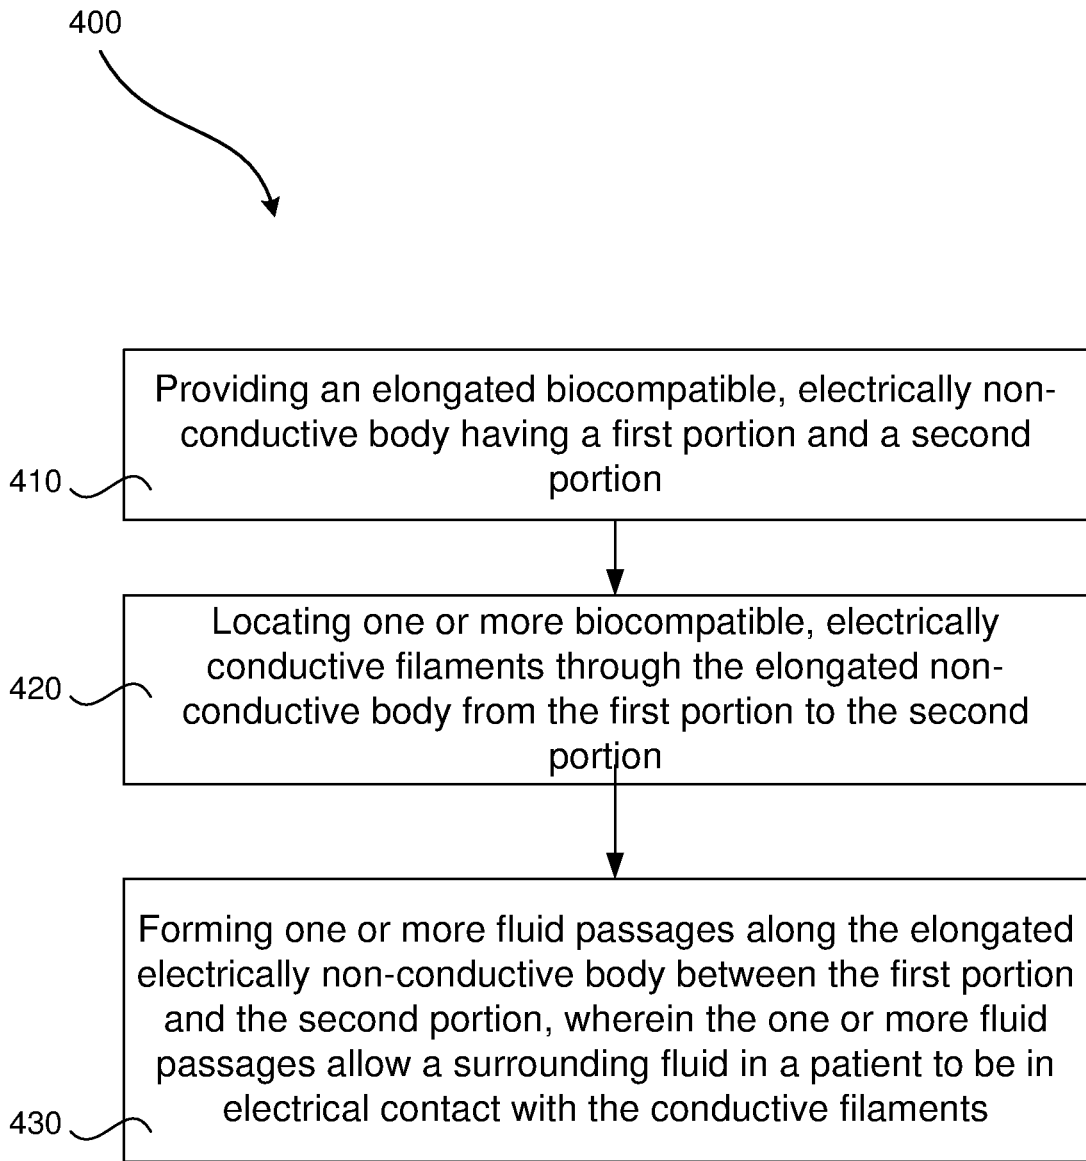 400
Providing an elongated biocompatible, electrically non-
conductive body having a first portion and a second
portion
410
Locating one or more biocompatible, electrically
conductive filaments through the elongated non-
conductive body from the first portion to the second
portion
420
Forming one or more fluid passages along the elongated
electrically non-conductive body between the first portion
and the second portion, wherein the one or more fluid
passages allow a surrounding fluid in a patient to be in
electrical contact with the conductive filaments
430